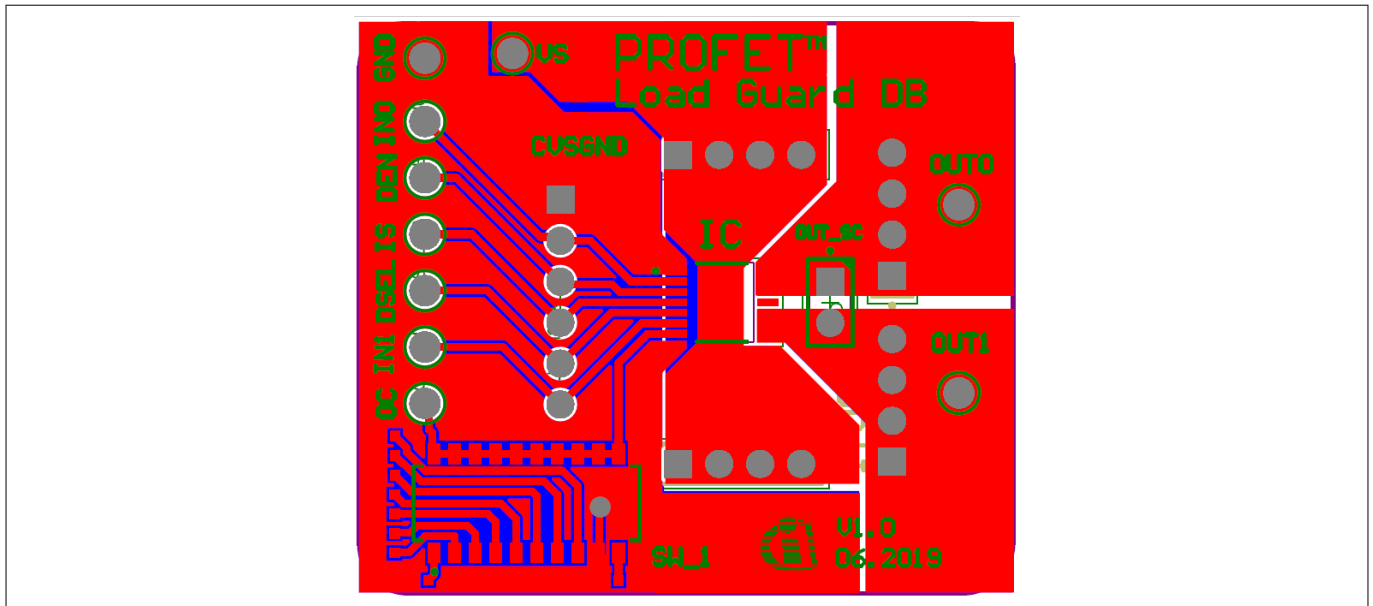 GND
VS
PROFET™
Load Guard DB
IN0
CVSGND
DEN
OUT0
IS
IC
OUT_SC
DSEL
IN1
OUT1
OC
SW_1
V1.0
06.2019